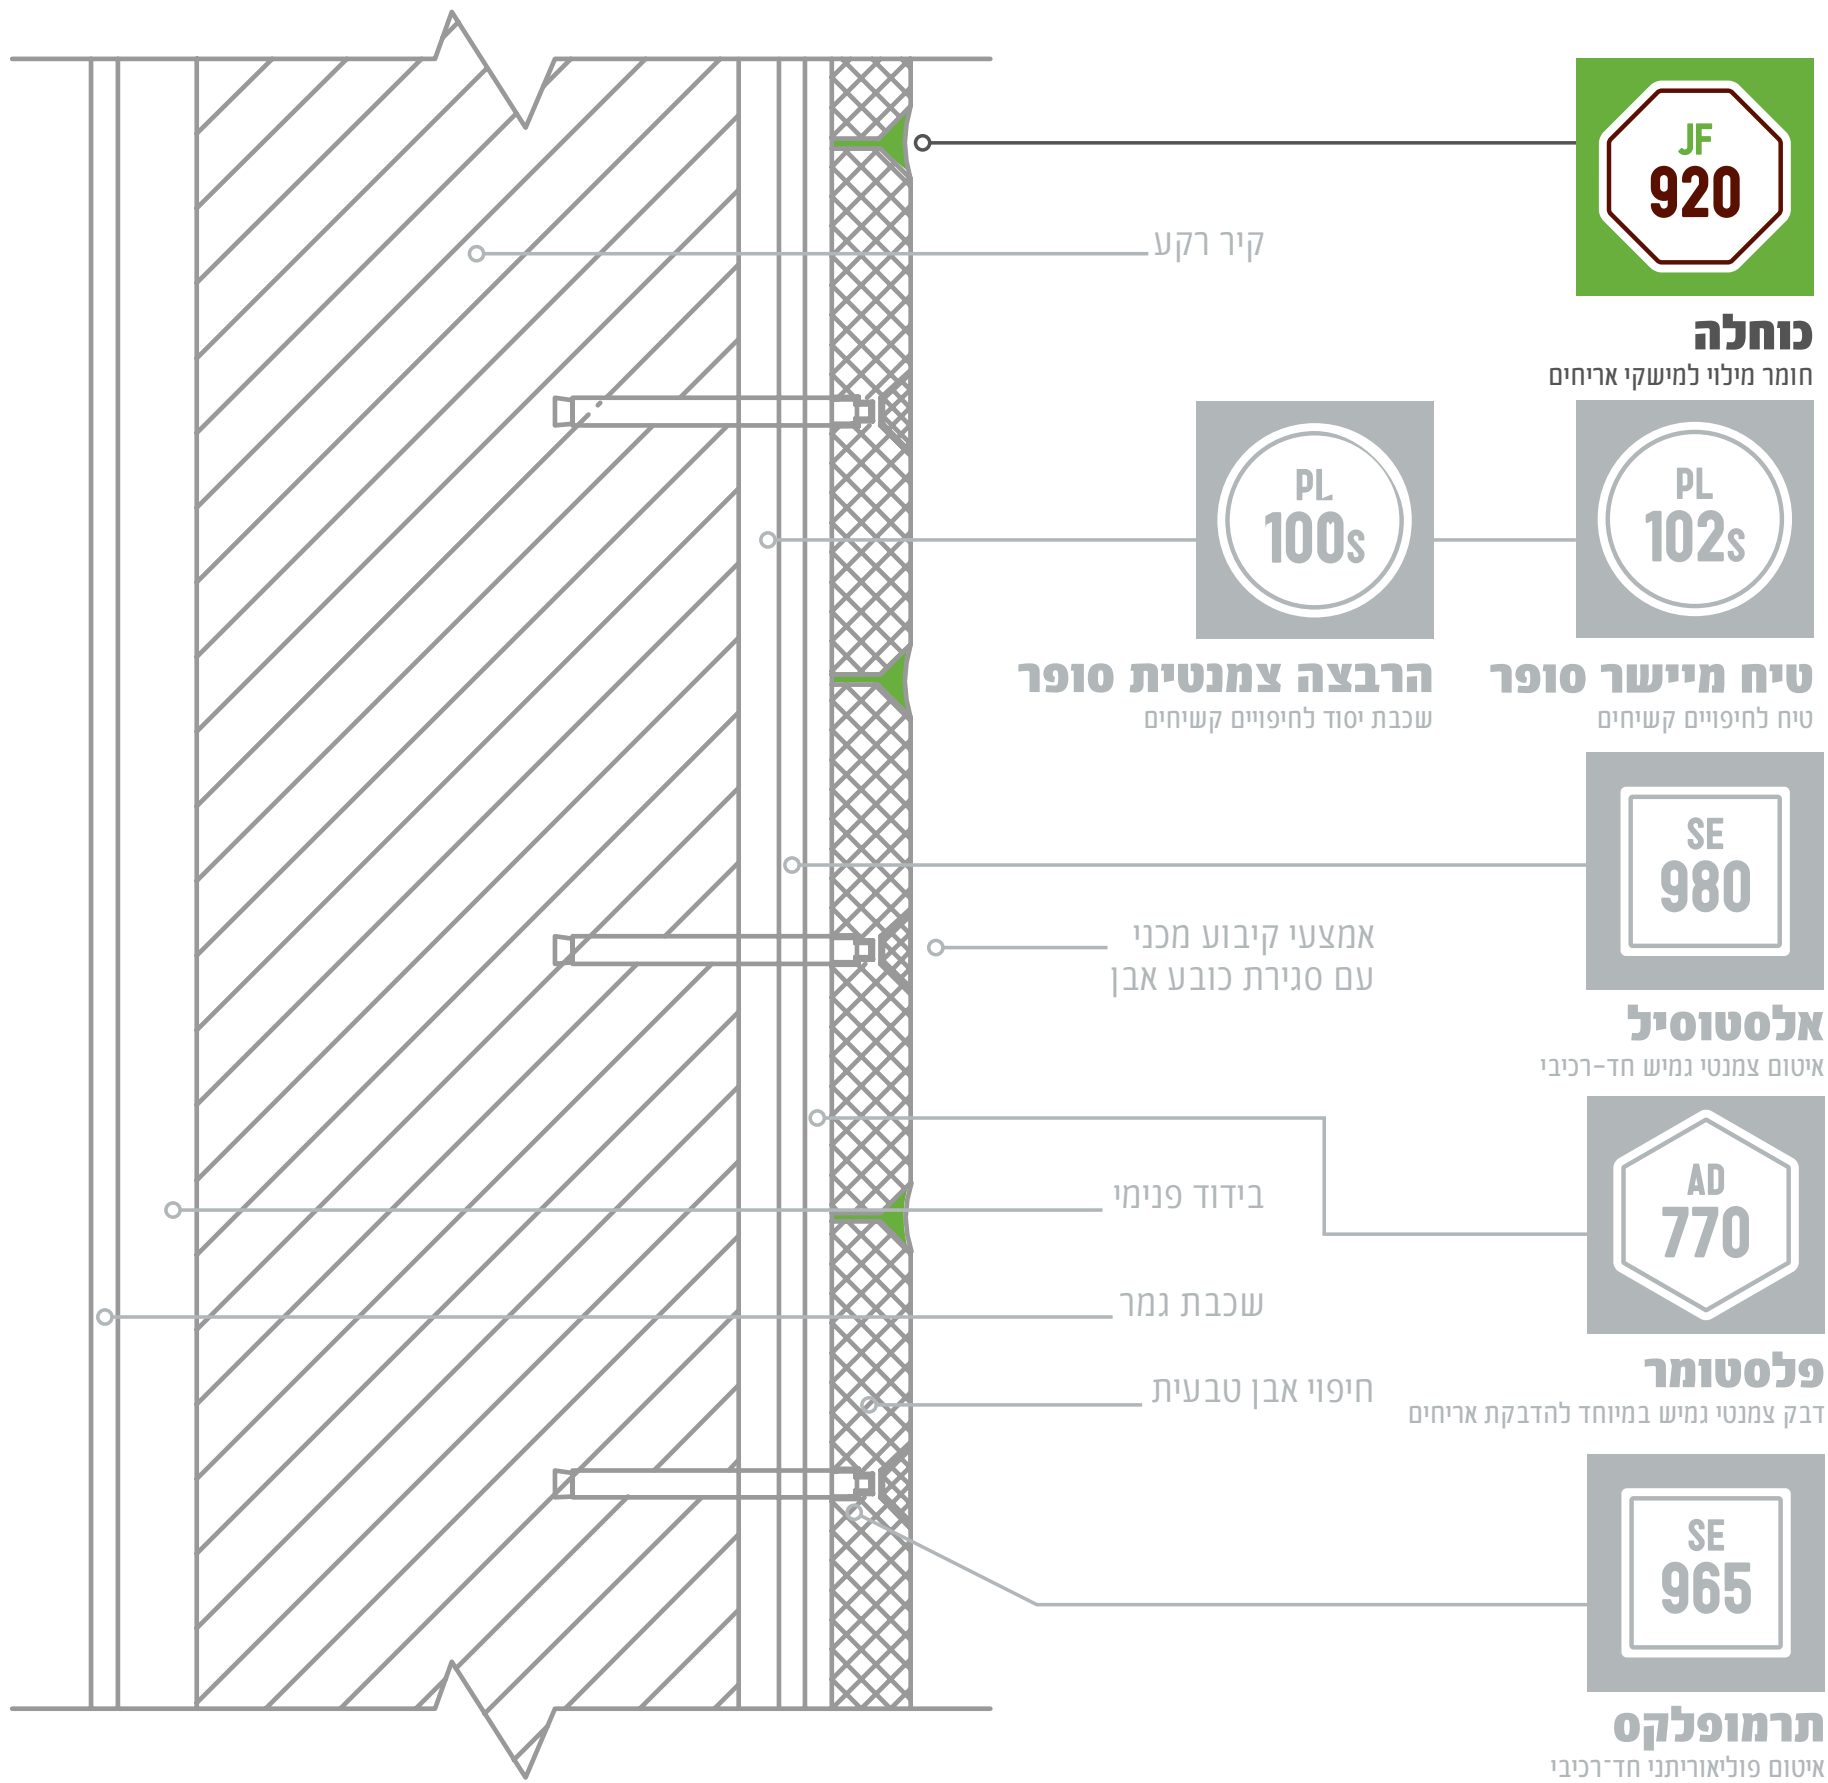 JF
920
כוחלה
חומר מילוי למישקי אריחים
קיר רקע
PL
102s
טיח מיישר סופר
טיח לחיפויים קשיחים
PL
100s
הרבצה צמנטית סופר
שכבת יסוד לחיפויים קשיחים
SE
980
אלסטוסיל
איטום צמנטי גמיש חד-רכיבי
אמצעי קיבוע מכני
עם סגירת כובע אבן
AD
770
פלסטומר
דבק צמנטי גמיש במיוחד להדבקת אריחים
בידוד פנימי
שכבת גמר
חיפוי אבן טבעית
SE
965
תרמופלקס
איטום פוליאוריתני חד־רכיבי